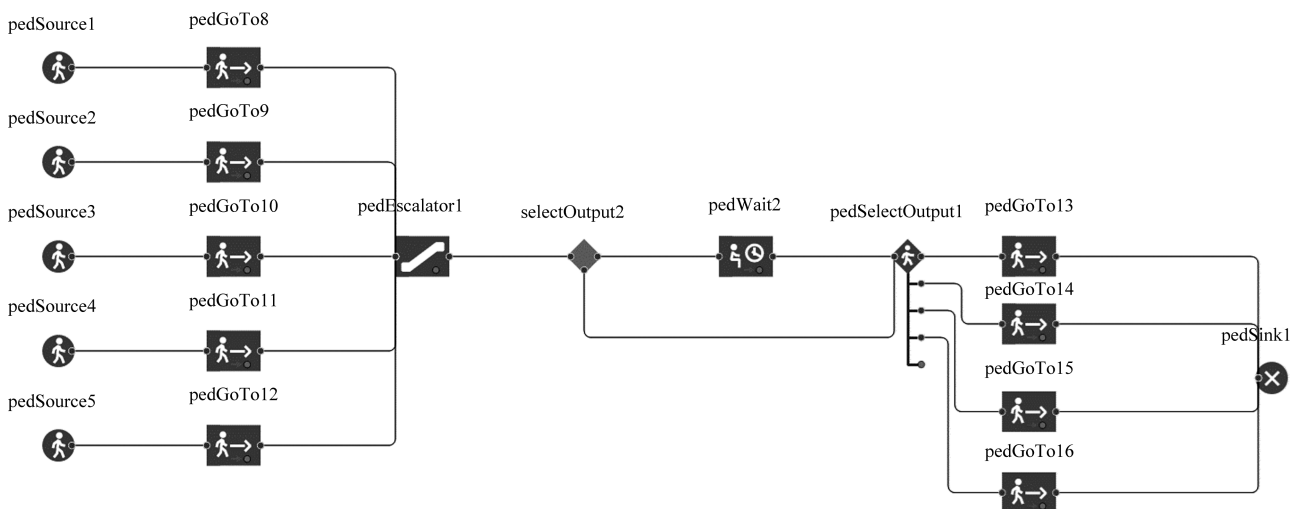 pedSource1
pedGoTo8
pedSource2
pedGoTo9
pedSource3
pedGoTo10
pedEscalator1
selectOutput2
pedWait2
pedSelectOutput1
pedGoTo13
pedSource4
pedGoTo11
pedGoTo14
pedSink1
pedGoTo15
pedSource5
pedGoTo12
pedGoTo16